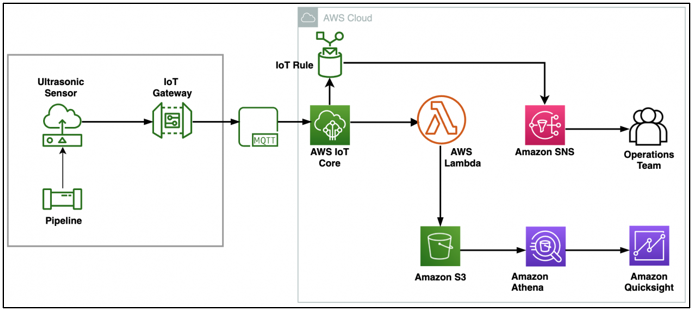 AWS Cloud
IoT Rule
Ultrasonic
Sensor
IoT
Gateway
MQTT
AWS IoT
Core
AWS
Lambda
Amazon SNS
Operations
Team
Pipeline
Amazon S3
Amazon
Athena
Amazon
Quicksight